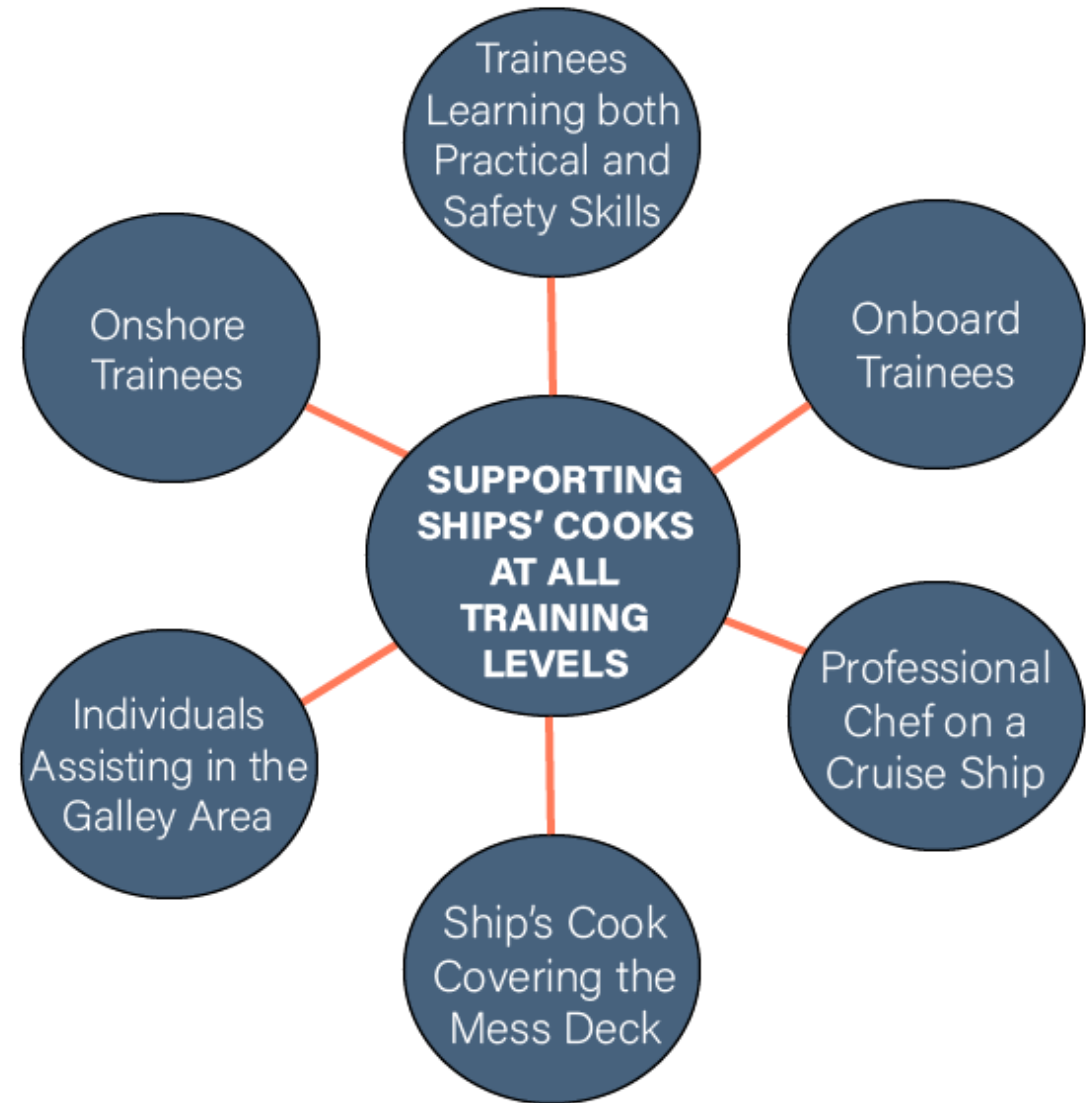 Trainees
Learning both
Practical and
Safety Skills
Onshore
Trainees
Onboard
Trainees
SUPPORTING
SHIPS’ COOKS
AT ALL
TRAINING
LEVELS
Individuals
Assisting in the
Galley Area
Professional
Chef on a
Cruise Ship
Ship’s Cook
Covering the
Mess Deck